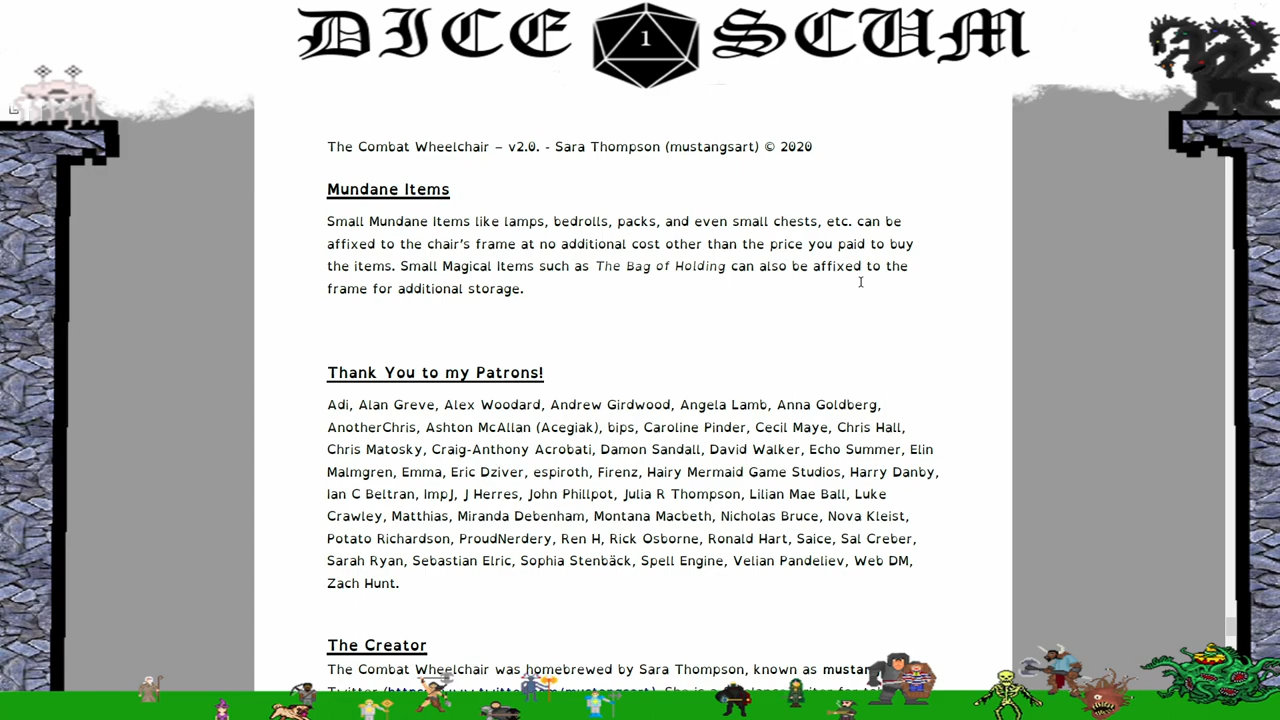 DICE 1 SCUM
The Combat Wheelchair – v2.0. - Sara Thompson (mustangsart) © 2020
Mundane Items
Small Mundane Items like lamps, bedrolls, packs, and even small chests, etc. can be
affixed to the chair's frame at no additional cost other than the price you paid to buy
the items. Small Magical Items such as The Bag of Holding can also be affixed to the
frame for additional storage.
Thank You to my Patrons!
Adi, Alan Greve, Alex Woodard, Andrew Girdwood, Angela Lamb, Anna Goldberg,
AnotherChris, Ashton McAllan (Acegiak), bips, Caroline Pinder, Cecil Maye, Chris Hall,
Chris Matosky, Craig-Anthony Acrobati, Damon Sandall, David Walker, Echo Summer, Elin
Malmgren, Emma, Eric Dziver, espiroth, Firenz, Hairy Mermaid Game Studios, Harry Danby,
Ian C Beltran, ImpJ, J Herres, John Phillpot, Julia R Thompson, Lilian Mae Ball, Luke
Crawley, Matthias, Miranda Debenham, Montana Macbeth, Nicholas Bruce, Nova Kleist,
Potato Richardson, ProudNerdery, Ren H, Rick Osborne, Ronald Hart, Saice, Sal Creber,
Sarah Ryan, Sebastian Elric, Sophia Stenbäck, Spell Engine, Velian Pandeliev, Web DM,
Zach Hunt.
The Creator
The Combat Wheelchair was homebrewed by Sara Thompson, known as mustan